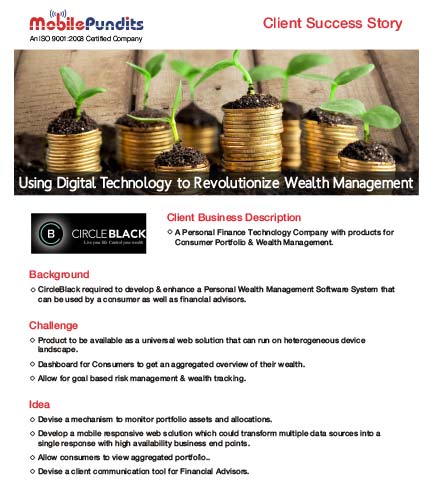 MobilePundits
An ISO 9001:2008 Certified Company
Client Success Story
Using Digital Technology to Revolutionize Wealth Management
B CIRCLEBLACK
Live your life. Control your wealth.
Client Business Description
◇ A Personal Finance Technology Company with products for
Consumer Portfolio & Wealth Management.
Background
◇ CircleBlack required to develop & enhance a Personal Wealth Management Software System that
can be used by a consumer as well as financial advisors.
Challenge
◇ Product to be available as a universal web solution that can run on heterogeneous device
landscape.
◇ Dashboard for Consumers to get an aggregated overview of their wealth.
◇ Allow for goal based risk management & wealth tracking.
Idea
◇ Devise a mechanism to monitor portfolio assets and allocations.
◇ Develop a mobile responsive web solution which could transform multiple data sources into a
single response with high availability business end points.
◇ Allow consumers to view aggregated portfolio..
◇ Devise a client communication tool for Financial Advisors.